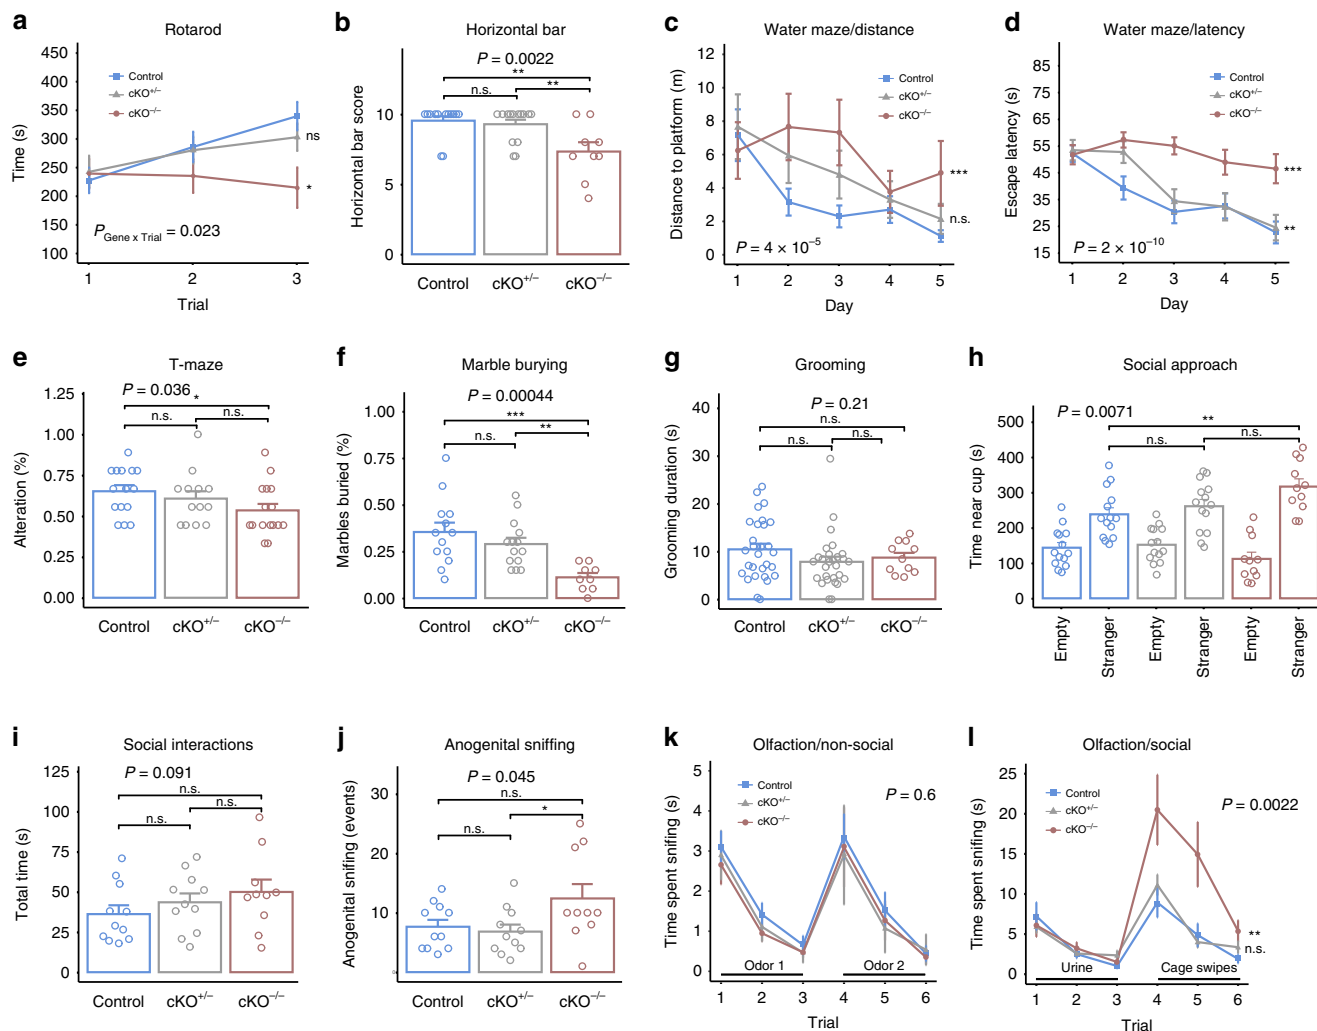 a
Rotarod
450
400
350
300
250
200
150
100
Time (s)
Control
cKO+/−
cKO−/−
ns
*
P Gene x Trial = 0.023
1
2
3
Trial
b
Horizontal bar
P = 0.0022
**
n.s.
**
10
5
0
Horizontal bar score
Control
cKO+/−
cKO−/−
c
Water maze/distance
12
10
8
6
4
2
0
Distance to platform (m)
Control
cKO+/−
cKO−/−
***
n.s.
P = 4 × 10−5
1
2
3
4
5
Day
d
Water maze/latency
85
75
65
55
45
35
25
15
Escape latency (s)
Control
cKO+/−
cKO−/−
***
**
P = 2 × 10−10
1
2
3
4
5
Day
e
T-maze
P = 0.036
*
n.s.
n.s.
1.25
1.00
0.75
0.50
0.25
0.00
Alteration (%)
Control
cKO+/−
cKO−/−
f
Marble burying
P = 0.00044
***
**
n.s.
1.00
0.75
0.50
0.25
0.00
Marbles buried (%)
Control
cKO+/−
cKO−/−
g
Grooming
P = 0.21
n.s.
n.s.
n.s.
40
30
20
10
0
Grooming duration (s)
Control
cKO+/−
cKO−/−
h
Social approach
P = 0.0071
**
n.s.
n.s.
500
400
300
200
100
0
Time near cup (s)
Empty
Stranger
Empty
Stranger
Empty
Stranger
i
Social interactions
P = 0.091
n.s.
n.s.
n.s.
125
100
75
50
25
0
Total time (s)
Control
cKO+/−
cKO−/−
j
Anogenital sniffing
P = 0.045
n.s.
*
n.s.
30
20
10
0
Anogenital snifing (events)
Control
cKO+/−
cKO−/−
k
Olfaction/non-social
5
4
3
2
1
0
Time spent snifing (s)
Control
cKO+/−
cKO−/−
P = 0.6
Odor 1
Odor 2
1
2
3
4
5
6
Trial
l
Olfaction/social
25
20
15
10
5
0
Time spent snifing (s)
Control
cKO+/−
cKO−/−
P = 0.0022
**
n.s.
Urine
Cage swipes
1
2
3
4
5
6
Trial